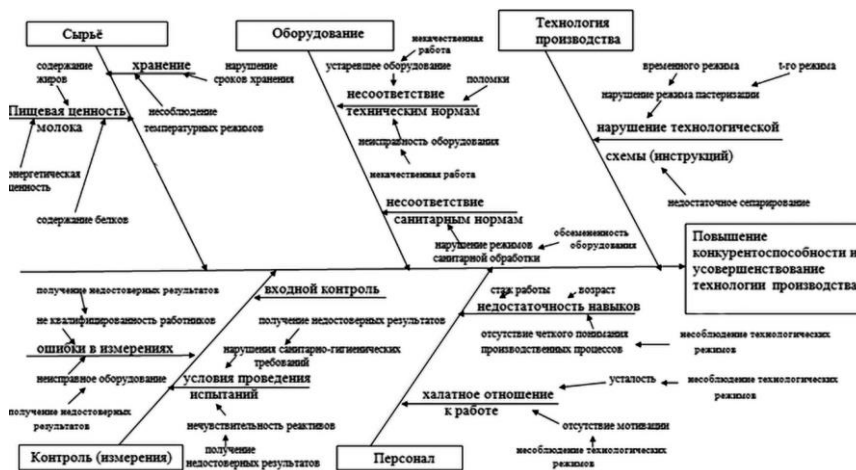 Сырьё
Оборудование
Технология
производства
содержание
жиров
хранение
нарушение
сроков хранения
Пищевая ценность
молока
несоблюдение
температурных режимов
энергетическая
ценность
содержание белков
некачественная
работа
устаревшее оборудование
поломки
несоответствие
техническим нормам
неисправность оборудования
некачественная работа
несоответствие
санитарным нормам
нарушение режимов
санитарной обработки
обсемененность
оборудования
временного режима
t-го режима
нарушение режима пастеризации
нарушение технологической
схемы (инструкций)
недостаточное сепарирование
Повышение
конкурентоспособности и
усовершенствование
технологии производства
получение недостоверных результатов
не квалифицированность работников
ошибки в измерениях
неисправное оборудование
получение недостоверных
результатов
входной контроль
получение недостоверных результатов
нарушения санитарно-гигиенических
требований
условия проведения
испытаний
нечувствительность реактивов
получение
недостоверных результатов
стаж работы
возраст
недостаточность навыков
отсутствие четкого понимания
производственных процессов
несоблюдение технологических
режимов
усталость
несоблюдение технологических
режимов
халатное отношение
к работе
отсутствие мотивации
несоблюдение технологических
режимов
Контроль (измерения)
Персонал